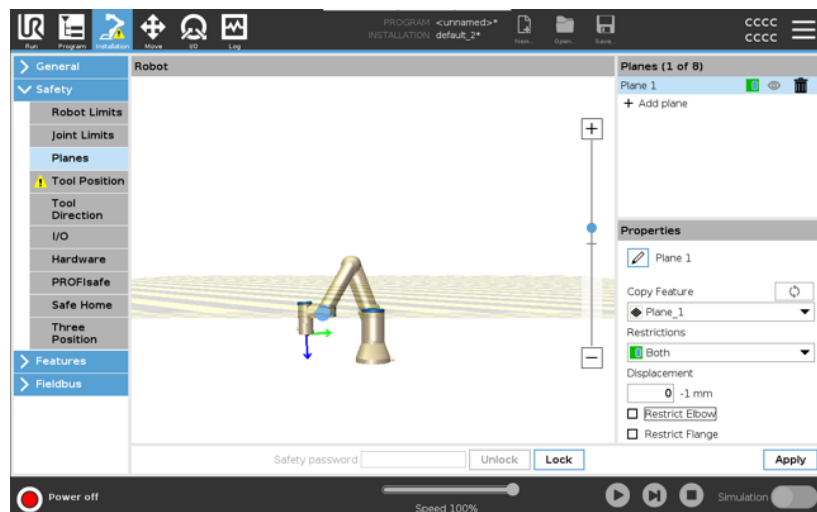 PROGRAM <unnamed>*
INSTALLATION default_2*
CCCC
CCCC
Run
Program
Installation
Move
I/O
Log
New...
Open...
Save...
General
Safety
Robot Limits
Joint Limits
Planes
Tool Position
Tool
Direction
I/O
Hardware
PROFIsafe
Safe Home
Three
Position
Features
Fieldbus
Robot
Planes (1 of 8)
Plane 1
+ Add plane
Properties
Plane 1
Copy Feature
Plane_1
Restrictions
Both
Displacement
0 -1 mm
Restrict Elbow
Restrict Flange
Safety password
Unlock
Lock
Apply
Power off
Speed 100%
Simulation